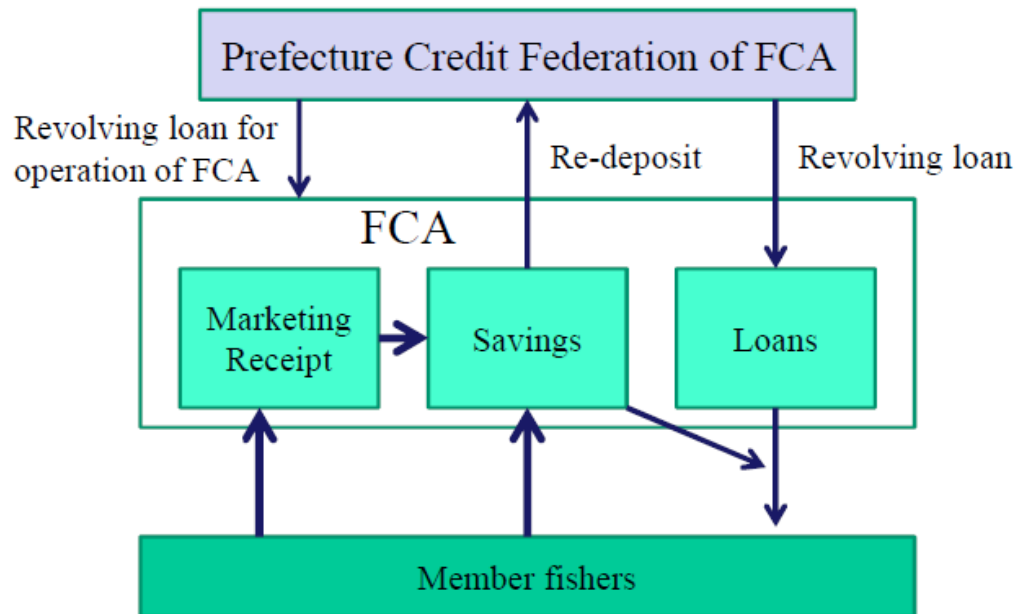 Prefecture Credit Federation of FCA
Revolving loan for
operation of FCA
Re-deposit
Revolving loan
FCA
Marketing
Receipt
Savings
Loans
Member fishers